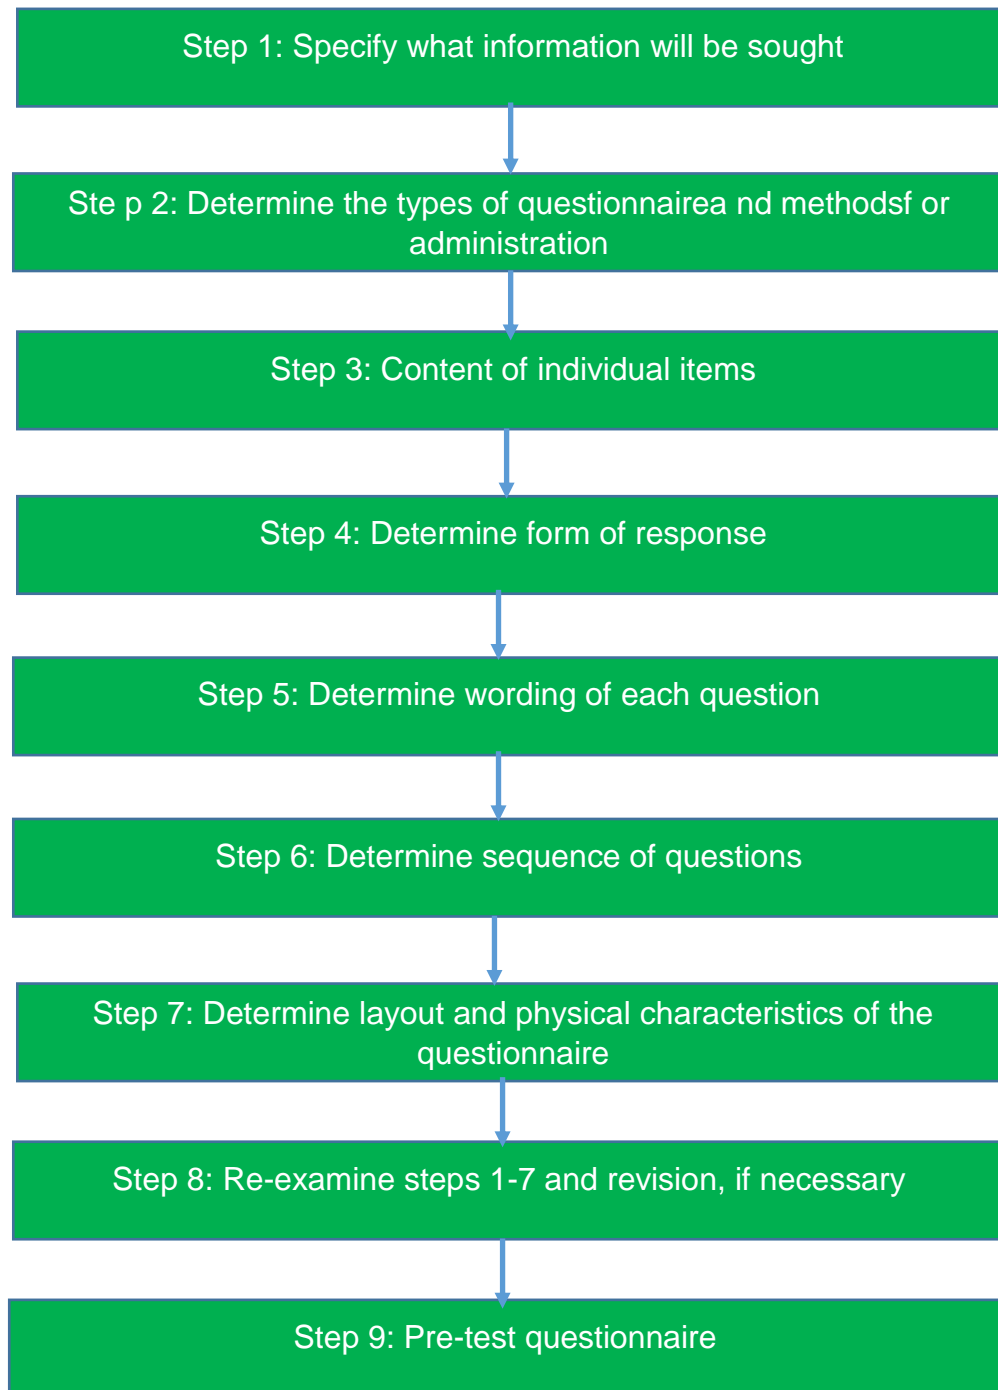 Step 1: Specify what information will be sought
Ste p 2: Determine the types of questionnairea nd methodsf or
administration
Step 3: Content of individual items
Step 4: Determine form of response
Step 5: Determine wording of each question
Step 6: Determine sequence of questions
Step 7: Determine layout and physical characteristics of the
questionnaire
Step 8: Re-examine steps 1-7 and revision, if necessary
Step 9: Pre-test questionnaire